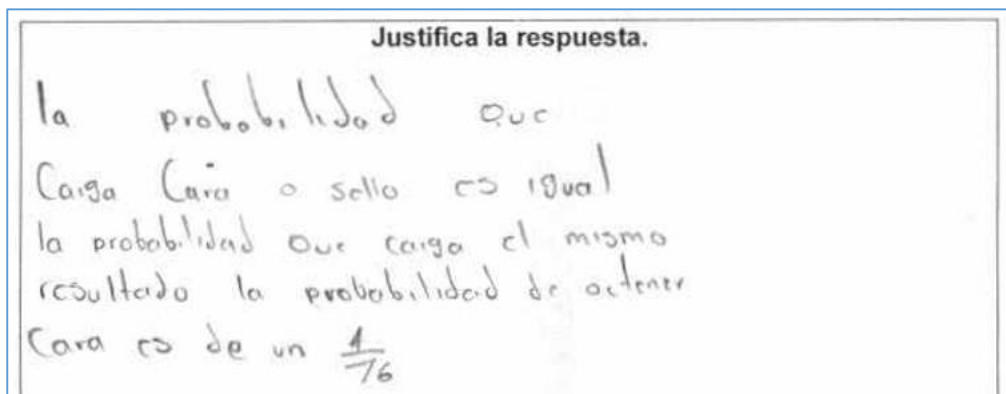 Justifica la respuesta.
la probabilidad que
Caiga Cara o sello es igual
la probabilidad que caiga el mismo
resultado la probabilidad de octener
Cara es de un 1/16